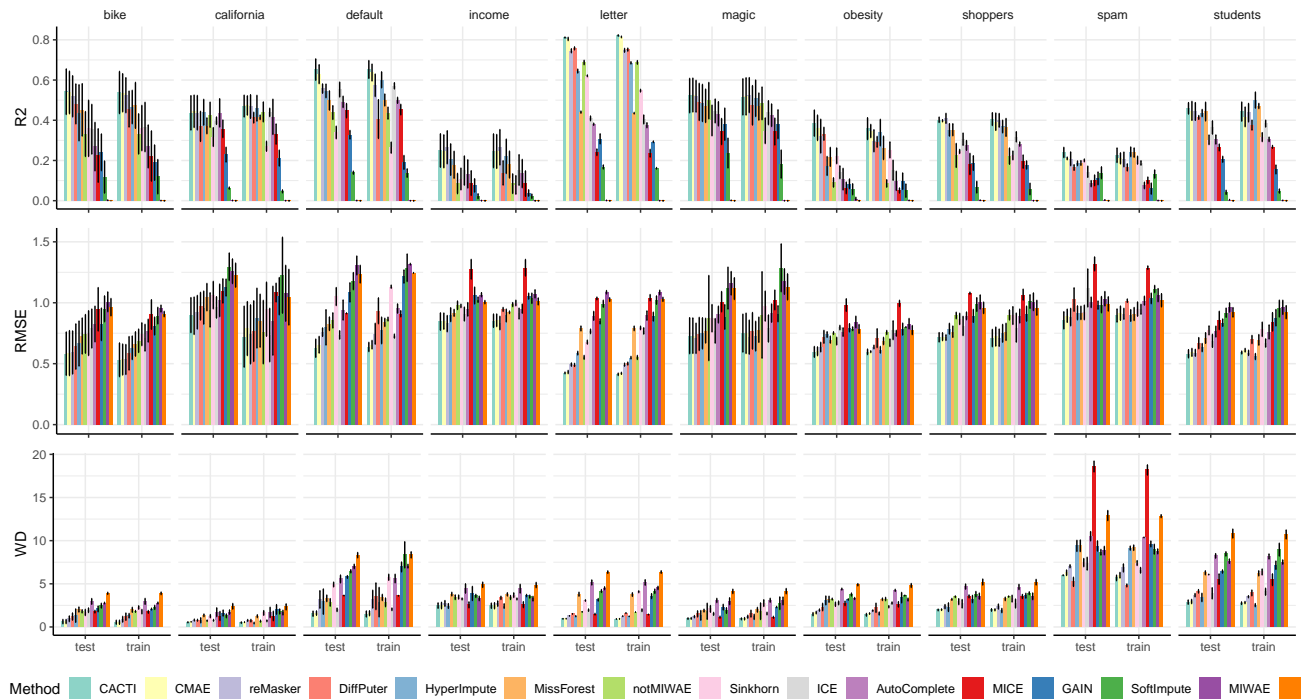 bike california default income letter magic obesity shoppers spam students
R2
0.8
0.6
0.4
0.2
0.0
RMSE
1.5
1.0
0.5
0.0
WD
20
15
10
5
0
test train test train test train test train test train test train test train test train test train test train
Method CACTI CMAE reMasker DiffPuter HyperImpute MissForest notMIWAE Sinkhorn ICE AutoComplete MICE GAIN SoftImpute MIWAE